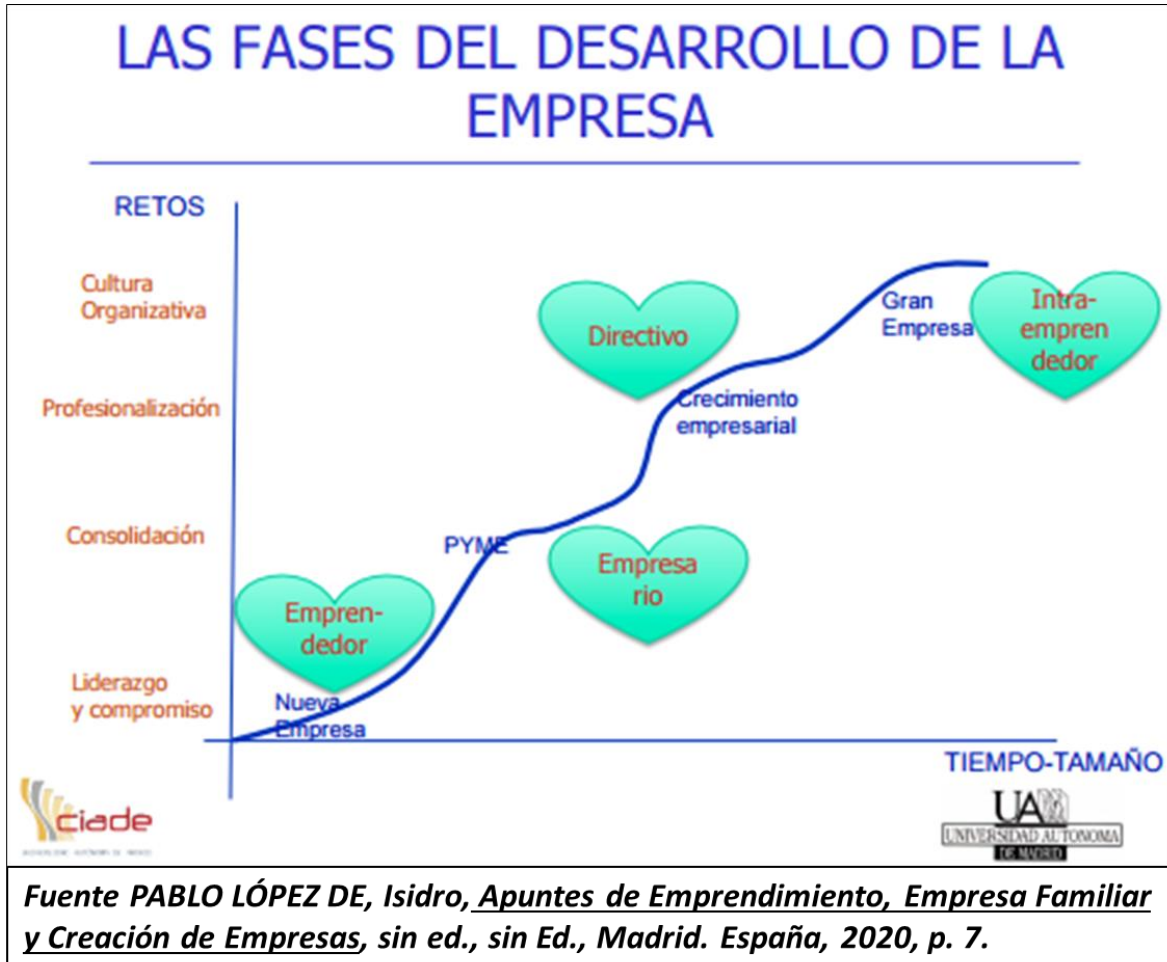 LAS FASES DEL DESARROLLO DE LA
EMPRESA
RETOS
Cultura
Organizativa
Profesionalización
Consolidación
Liderazgo
y compromiso
Emprен-
dedor
Nueva
Empresa
PYME
Empresa
rio
Directivo
Crecimiento
empresarial
Gran
Empresa
Intra-
empren
dedor
TIEMPO-TAMAÑO
ciade
UA
UNIVERSIDAD AUTONOMA
DE MADRID
Fuente PABLO LÓPEZ DE, Isidro, Apuntes de Emprendimiento, Empresa Familiar
y Creación de Empresas, sin ed., sin Ed., Madrid. España, 2020, p. 7.